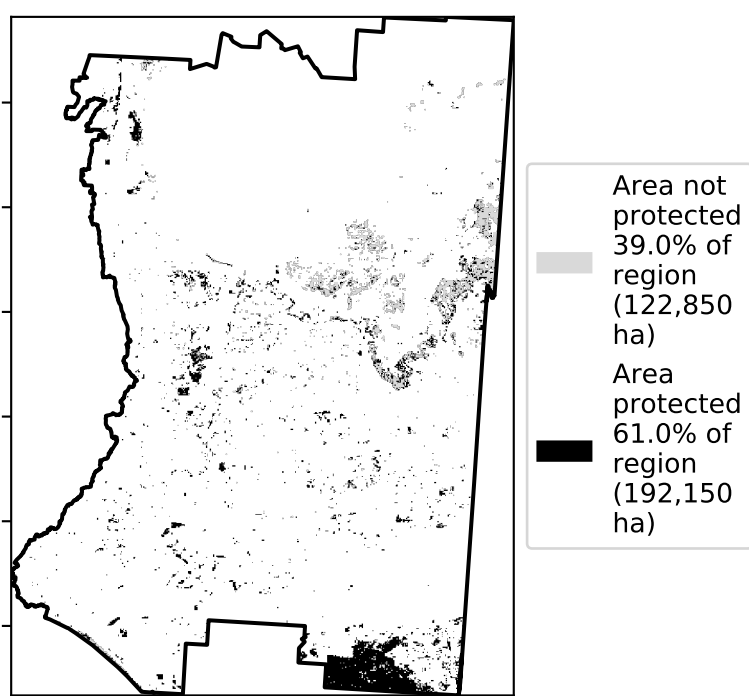 Area not
protected
39.0% of
region
(122,850
ha)
Area
protected
61.0% of
region
(192,150
ha)